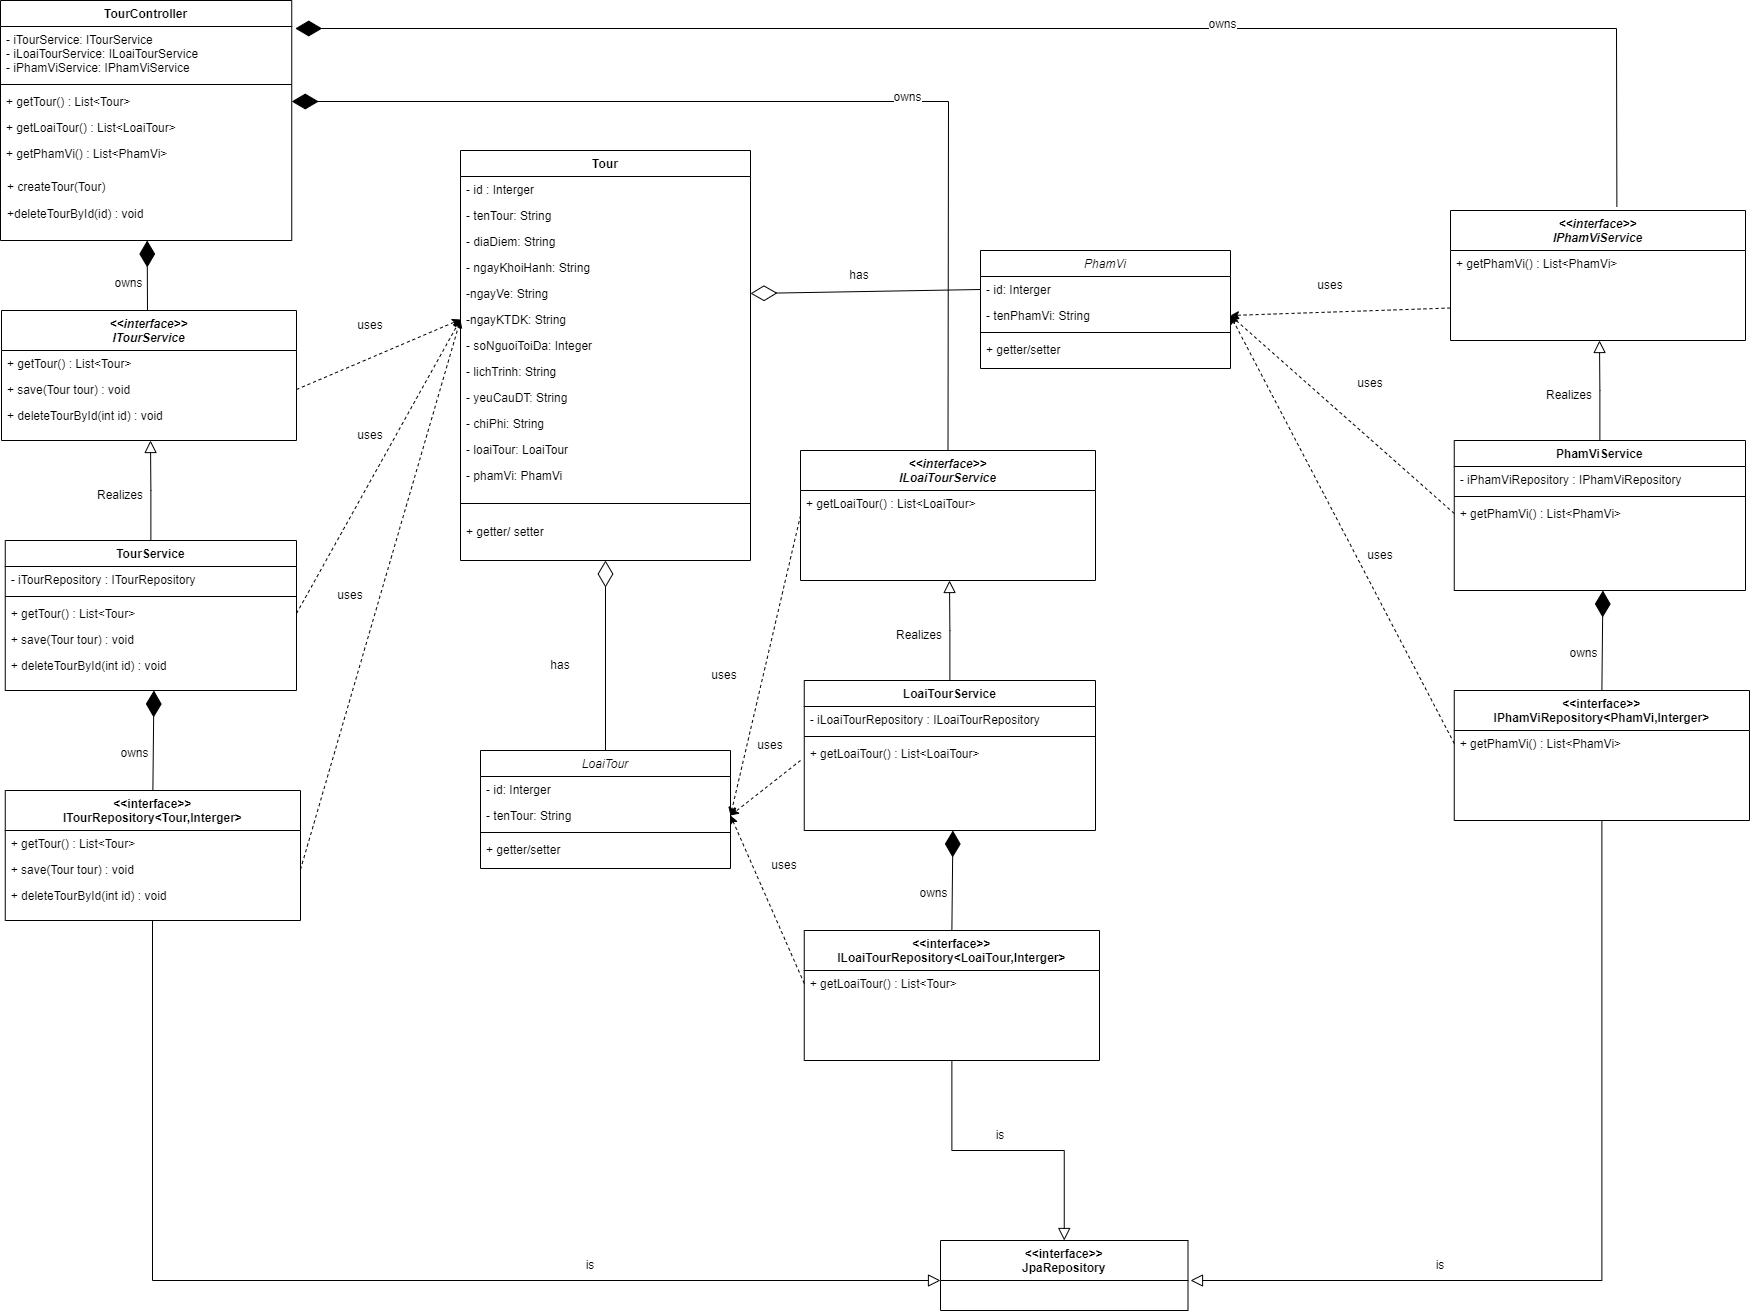 TourController
- iTourService: ITourService
- iLoaiTourService: ILoaiTourService
- iPhamViService: IPhamViService
+ getTour() : List<Tour>
+ getLoaiTour() : List<LoaiTour>
+ getPhamVi() : List<PhamVi>
+ createTour(Tour)
+deleteTourById(id) : void
owns
owns
owns
<<interface>>
ITourService
+ getTour() : List<Tour>
+ save(Tour tour) : void
+ deleteTourById(int id) : void
Realizes
TourService
- iTourRepository : ITourRepository
+ getTour() : List<Tour>
+ save(Tour tour) : void
+ deleteTourById(int id) : void
owns
<<interface>>
ITourRepository<Tour,Interger>
+ getTour() : List<Tour>
+ save(Tour tour) : void
+ deleteTourById(int id) : void
uses
uses
uses
Tour
- id : Interger
- tenTour: String
- diaDiem: String
- ngayKhoiHanh: String
-ngayVe: String
-ngayKTDK: String
- soNguoiToiDa: Integer
- lichTrinh: String
- yeuCauDT: String
- chiPhi: String
- loaiTour: LoaiTour
- phamVi: PhamVi
+ getter/ setter
has
has
LoaiTour
- id: Interger
- tenTour: String
+ getter/setter
PhamVi
- id: Interger
- tenPhamVi: String
+ getter/setter
<<interface>>
ILoaiTourService
+ getLoaiTour() : List<LoaiTour>
Realizes
uses
LoaiTourService
- iLoaiTourRepository : ILoaiTourRepository
+ getLoaiTour() : List<LoaiTour>
uses
uses
owns
<<interface>>
ILoaiTourRepository<LoaiTour,Interger>
+ getLoaiTour() : List<Tour>
is
<<interface>>
IPhamViService
+ getPhamVi() : List<PhamVi>
uses
uses
uses
Realizes
PhamViService
- iPhamViRepository : IPhamViRepository
+ getPhamVi() : List<PhamVi>
owns
<<interface>>
IPhamViRepository<PhamVi,Interger>
+ getPhamVi() : List<PhamVi>
<<interface>>
JpaRepository
is
is